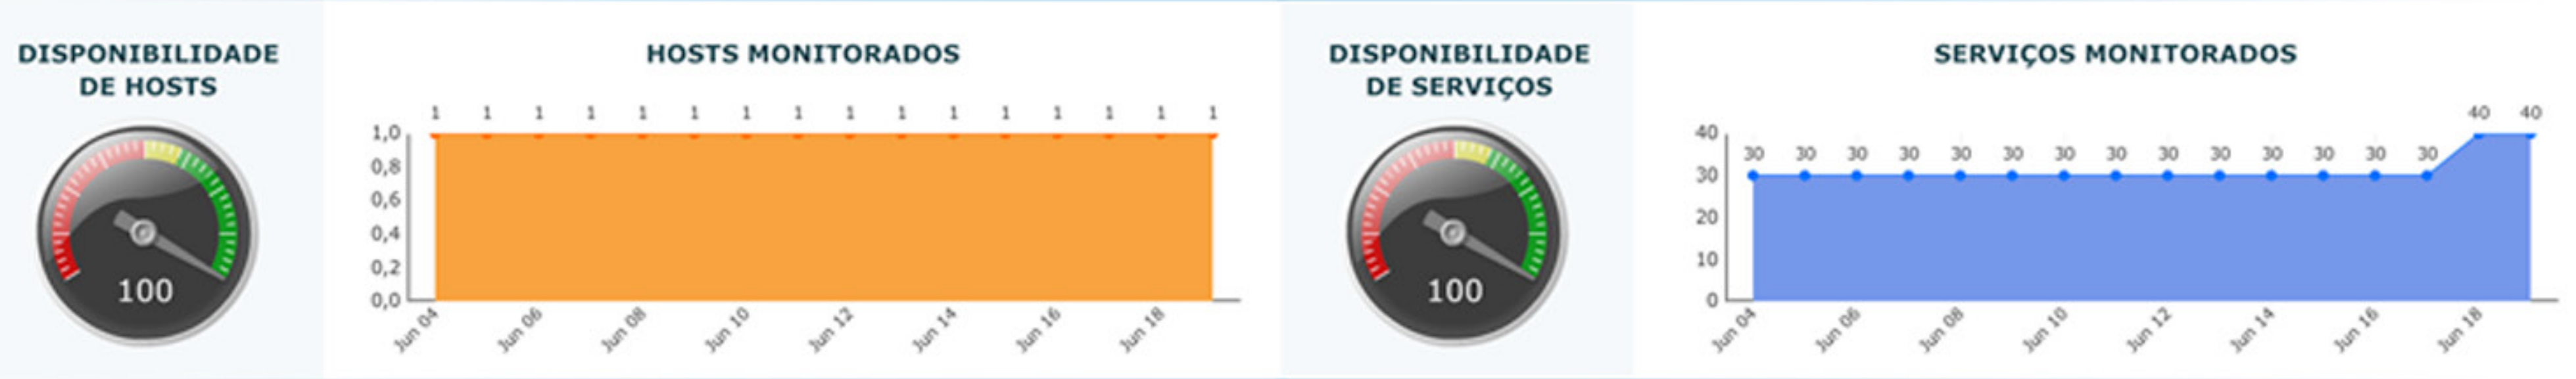 DISPONIBILIDADE
DE HOSTS
100
HOSTS MONITORADOS
1 1 1 1 1 1 1 1 1 1 1 1 1 1 1 1
1,0
0,8
0,6
0,4
0,2
0,0
Jun 04 Jun 06 Jun 08 Jun 10 Jun 12 Jun 14 Jun 16 Jun 18
DISPONIBILIDADE
DE SERVIÇOS
100
SERVIÇOS MONITORADOS
40 40
40
30 30 30 30 30 30 30 30 30 30 30 30 30 30
30
20
10
0
Jun 04 Jun 06 Jun 08 Jun 10 Jun 12 Jun 14 Jun 16 Jun 18